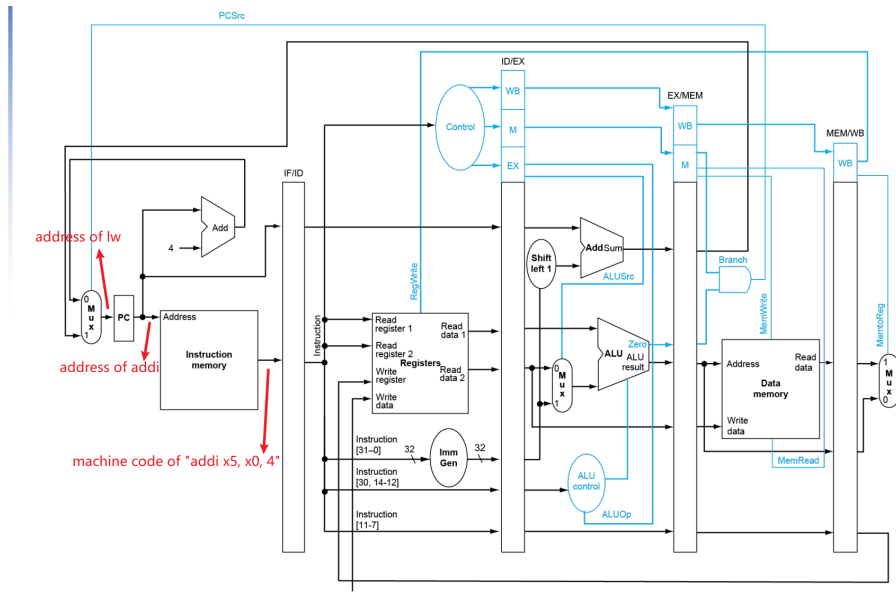 PCSrc
ID/EX
WB
EX/MEM
Control
M
WB
MEM/WB
EX
M
WB
IF/ID
Add
4
address of lw
Add Sum
Shift
left 1
Branch
RegWrite
ALUSrc
MemWrite
MemtoReg
0
M
u
x
1
PC
Address
Instruction
memory
address of addi
machine code of "addi x5, x0, 4"
Instruction
Read
register 1
Read
register 2
Write
register
Write
data
Registers
Read
data 1
Read
data 2
0
M
u
x
1
Zero
ALU
ALU
result
Address
Read
data
Data
memory
Write
data
1
M
u
x
0
MemRead
Instruction
[31–0]
32
Imm
Gen
32
Instruction
[30, 14-12]
ALU
control
ALUOp
Instruction
[11-7]